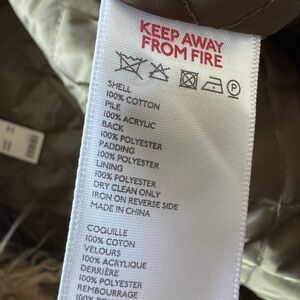 KEEP AWAY
FROM FIRE
P
SHELL
100% COTTON
PILE
100% ACRYLIC
BACK
100% POLYESTER
PADDING
100% POLYESTER
LINING
100% POLYESTER
DRY CLEAN ONLY
IRON ON REVERSE SIDE
MADE IN CHINA
COQUILLE
100% COTON
VELOURS
100% ACRYLIQUE
DERRIÈRE
100% POLYESTER
REMBOURRAGE